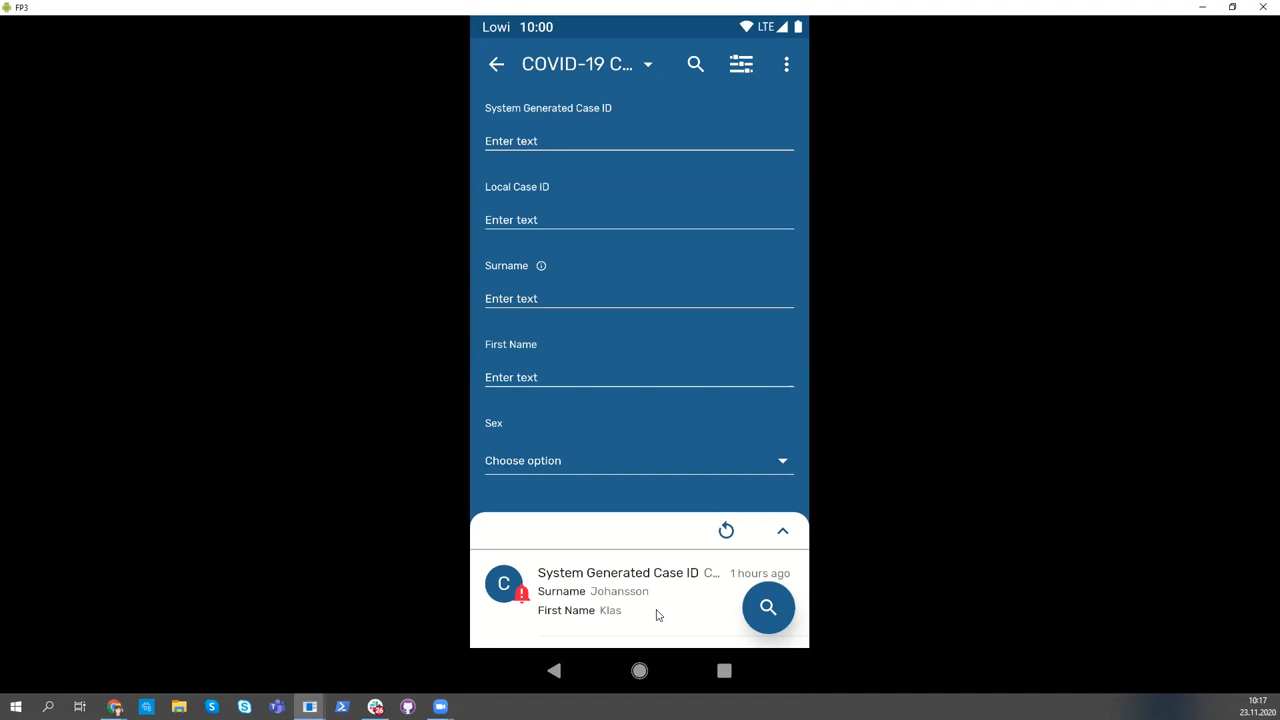 FP3
Lowi 10:00 LTE
COVID-19 C...
System Generated Case ID
Enter text
Local Case ID
Enter text
Surname
Enter text
First Name
Enter text
Sex
Choose option
C System Generated Case ID C... 1 hours ago
Surname Johansson
First Name Klas
10:17
23.11.2020